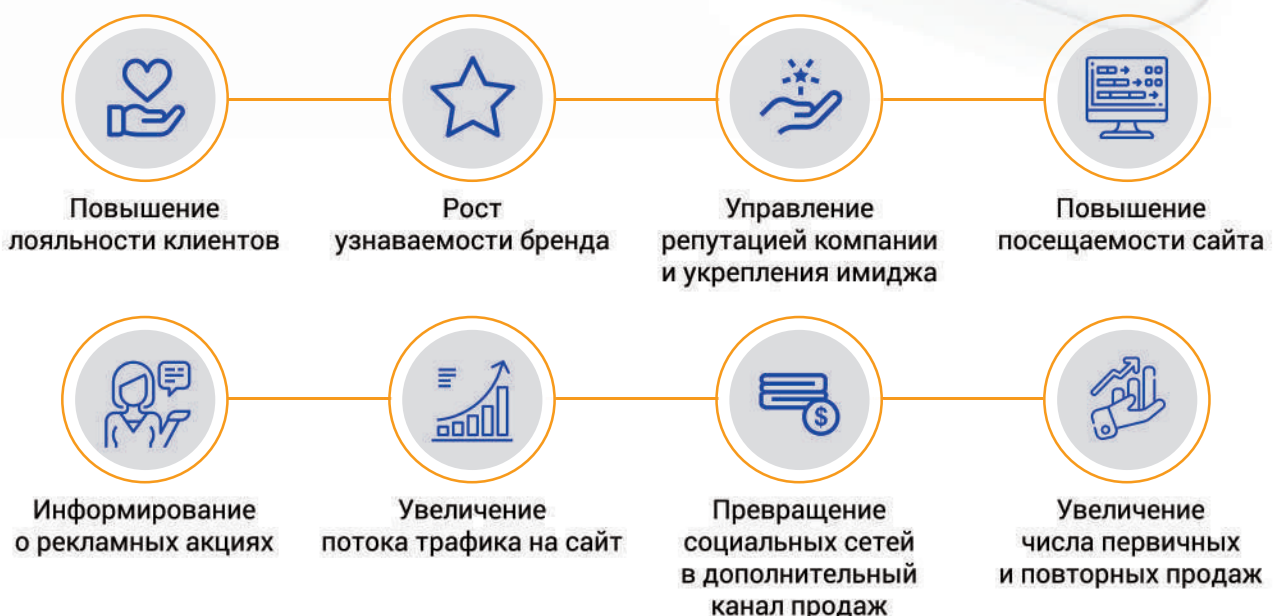 Повышение
лояльности клиентов
Рост
узнаваемости бренда
Управление
репутацией компании
и укрепления имиджа
Повышение
посещаемости сайта
Информирование
о рекламных акциях
Увеличение
потока трафика на сайт
$
Превращение
социальных сетей
в дополнительный
канал продаж
Увеличение
числа первичных
и повторных продаж